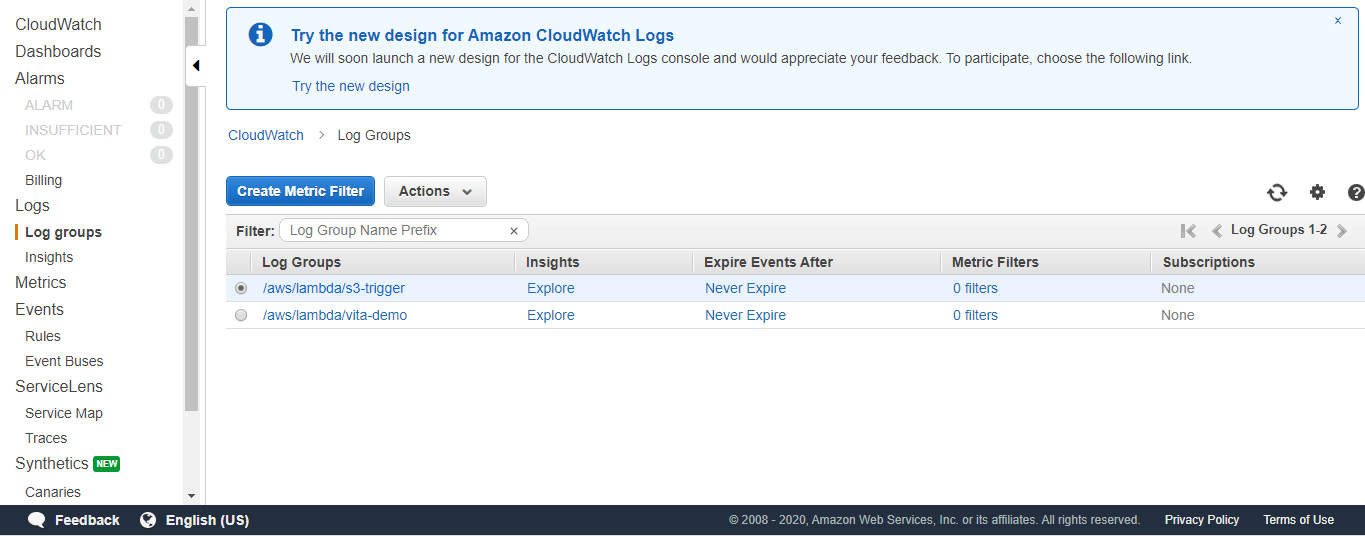 CloudWatch
Dashboards
Alarms
ALARM 0
INSUFFICIENT 0
OK 0
Billing
Logs
Log groups
Insights
Metrics
Events
Rules
Event Buses
ServiceLens
Service Map
Traces
Synthetics NEW
Canaries
Try the new design for Amazon CloudWatch Logs
We will soon launch a new design for the CloudWatch Logs console and would appreciate your feedback. To participate, choose the following link.
Try the new design
CloudWatch > Log Groups
Create Metric Filter Actions
Filter: Log Group Name Prefix Log Groups 1-2
Log Groups Insights Expire Events After Metric Filters Subscriptions
/aws/lambda/s3-trigger Explore Never Expire 0 filters None
/aws/lambda/vita-demo Explore Never Expire 0 filters None
Feedback English (US) © 2008 - 2020, Amazon Web Services, Inc. or its affiliates. All rights reserved. Privacy Policy Terms of Use